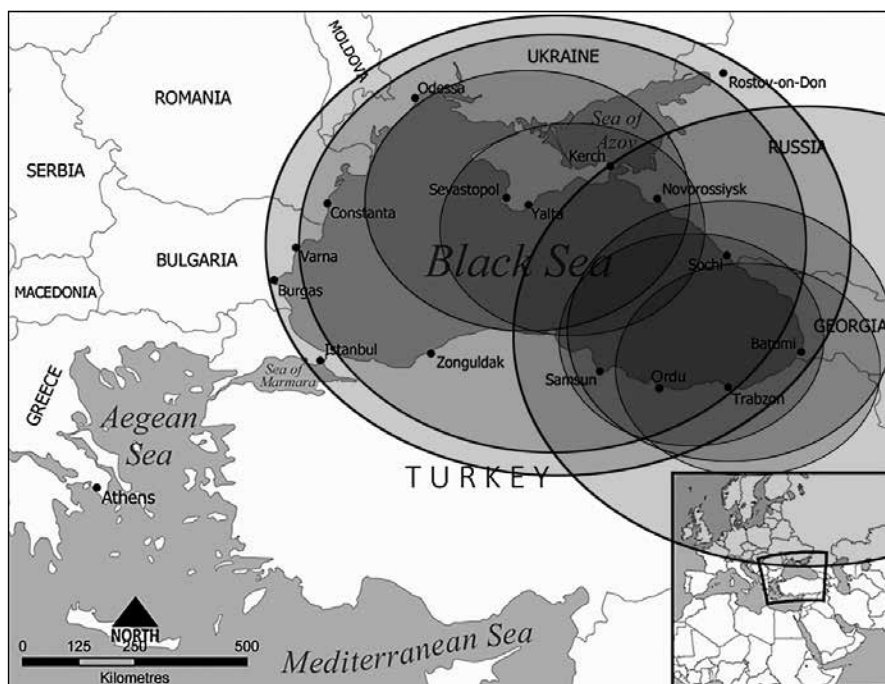 MOLDOVA
UKRAINE
Rostov-on-Don
Odessa
ROMANIA
Sea of
Azov
RUSSIA
Kerch
SERBIA
Sevastopol
Yalta
Novorossiysk
Constanta
BULGARIA
Varna
Black Sea
Sochi
MACEDONIA
Burgas
GEORGIA
Istanbul
Zonguldak
Batumi
Sea of
Marmara
Samsun
Ordu
Trabzon
GREECE
Aegean
Sea
TURKEY
Athens
NORTH
0 125 250 500
Kilometres
Mediterranean Sea